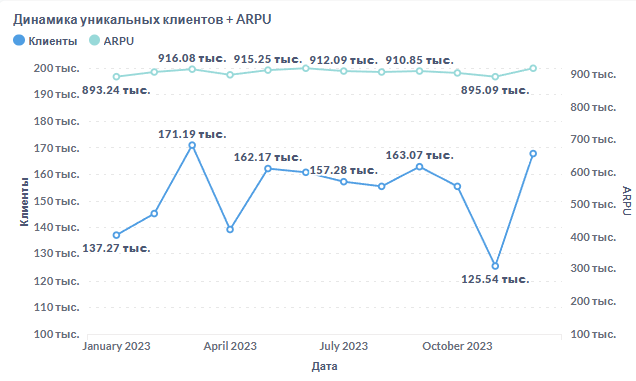 Динамика уникальных клиентов + ARPU
Клиенты ARPU
200 тыс.
190 тыс.
180 тыс.
170 тыс.
160 тыс.
150 тыс.
140 тыс.
130 тыс.
120 тыс.
110 тыс.
100 тыс.
Клиенты
893.24 тыс.
916.08 тыс.
915.25 тыс.
912.09 тыс.
910.85 тыс.
895.09 тыс.
137.27 тыс.
171.19 тыс.
162.17 тыс.
157.28 тыс.
163.07 тыс.
125.54 тыс.
900 тыс.
800 тыс.
700 тыс.
600 тыс.
500 тыс.
400 тыс.
300 тыс.
200 тыс.
100 тыс.
ARPU
January 2023 April 2023 July 2023 October 2023
Дата